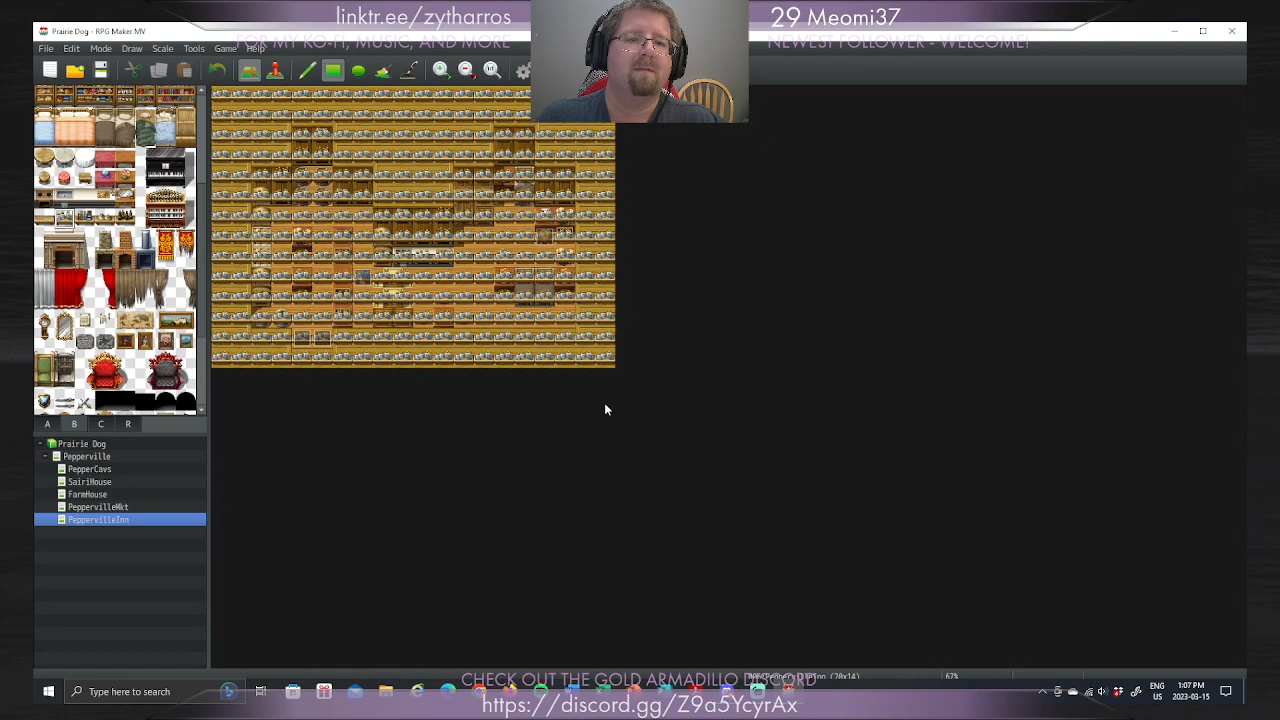 linktr.ee/zytharros
FOR MY KO-FI, MUSIC, AND MORE
29 Meomi37
NEWEST FOLLOWER - WELCOME!
Prairie Dog - RPG Maker MV
File Edit Mode Draw Scale Tools Game Help
A B C R
Prairie Dog
Pepperville
PepperCavs
SairiHouse
FarmHouse
PeppervilleMkt
PeppervilleInn
67%
CHECK OUT THE GOLD ARMADILLO DISCORD
https://discord.gg/Z9a5YcyrAx
Type here to search
ENG
US
1:07 PM
2023-03-15